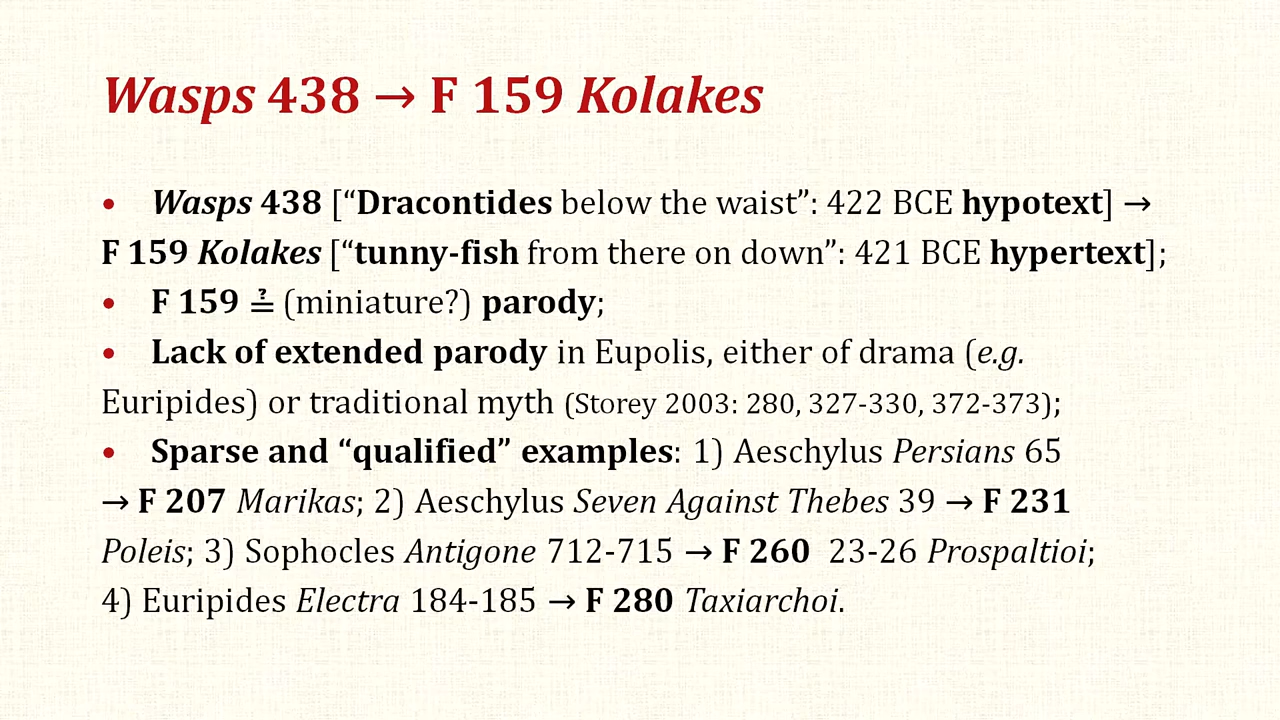 Wasps 438 → F 159 Kolakes
• Wasps 438 [“Dracontides below the waist”: 422 BCE hypotext] →
F 159 Kolakes [“tunny-fish from there on down”: 421 BCE hypertext];
• F 159 ≟ (miniature?) parody;
• Lack of extended parody in Eupolis, either of drama (e.g.
Euripides) or traditional myth (Storey 2003: 280, 327-330, 372-373);
• Sparse and “qualified” examples: 1) Aeschylus Persians 65
→ F 207 Marikas; 2) Aeschylus Seven Against Thebes 39 → F 231
Poleis; 3) Sophocles Antigone 712-715 → F 260 23-26 Prospaltioi;
4) Euripides Electra 184-185 → F 280 Taxiarchoi.